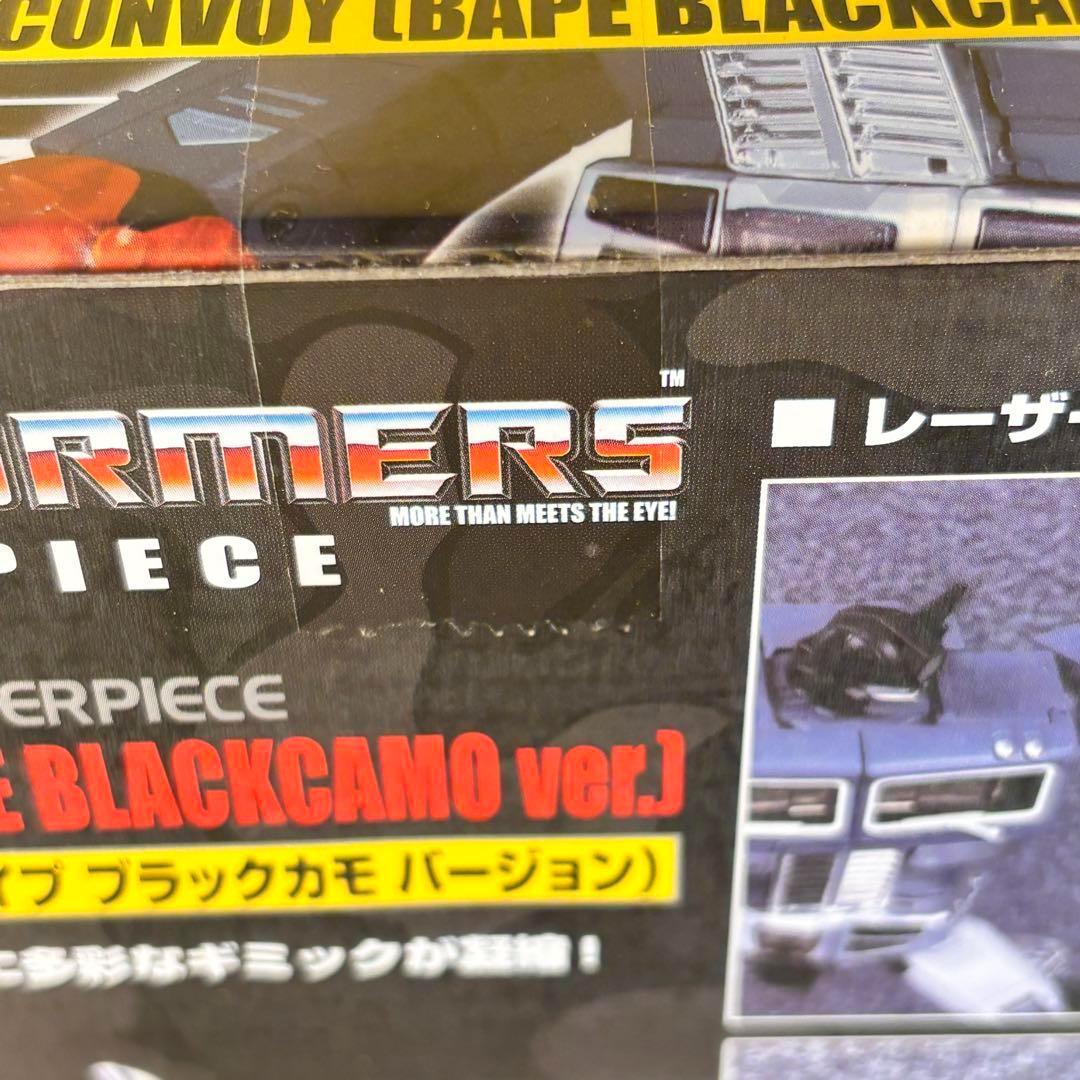 CONVOY (BAPE BLACKCA
ORMERS™
MORE THAN MEETS THE EYE!
PIECE
ERPIECE
E BLACKCAMO ver.)
イプ ブラックカモ バージョン)
に多彩なギミックが凝縮!
■ レーザー